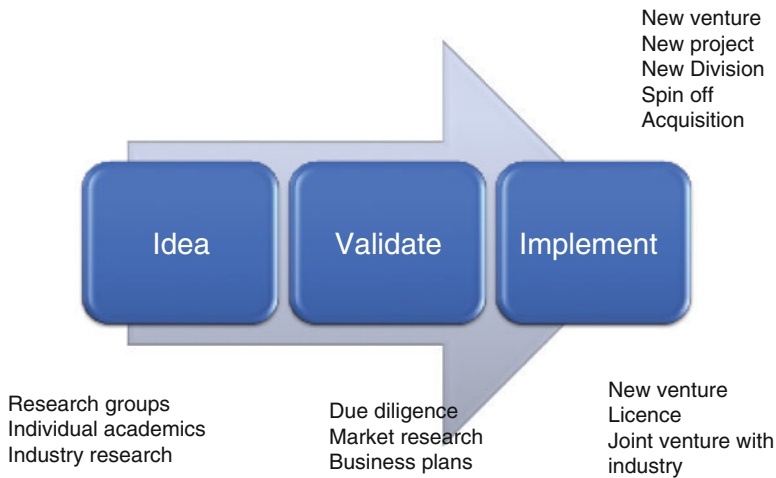 New venture
New project
New Division
Spin off
Acquisition
Idea
Validate
Implement
Research groups
Individual academics
Industry research
Due diligence
Market research
Business plans
New venture
Licence
Joint venture with
industry